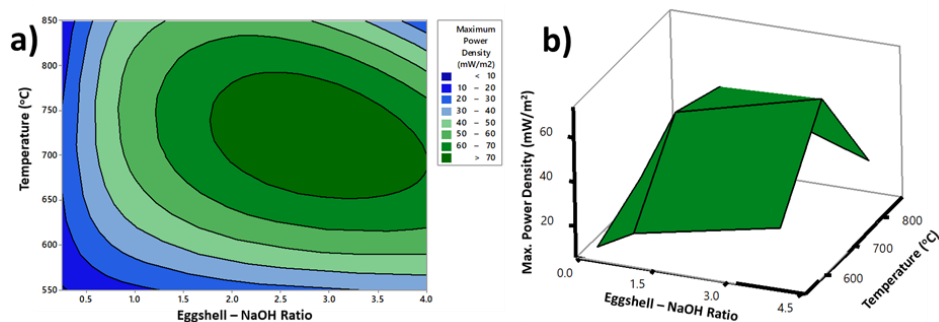 a)
Temperature (ºC)
850
800
750
700
650
600
550
0.5 1.0 1.5 2.0 2.5 3.0 3.5 4.0
Eggshell – NaOH Ratio
Maximum
Power
Density
(mW/m2)
< 10
10 – 20
20 – 30
30 – 40
40 – 50
50 – 60
60 – 70
> 70
b)
Max. Power Density (mW/m²)
60
40
20
0.0
1.5
3.0
4.5
Eggshell – NaOH Ratio
600
700
800
Temperature (ºC)